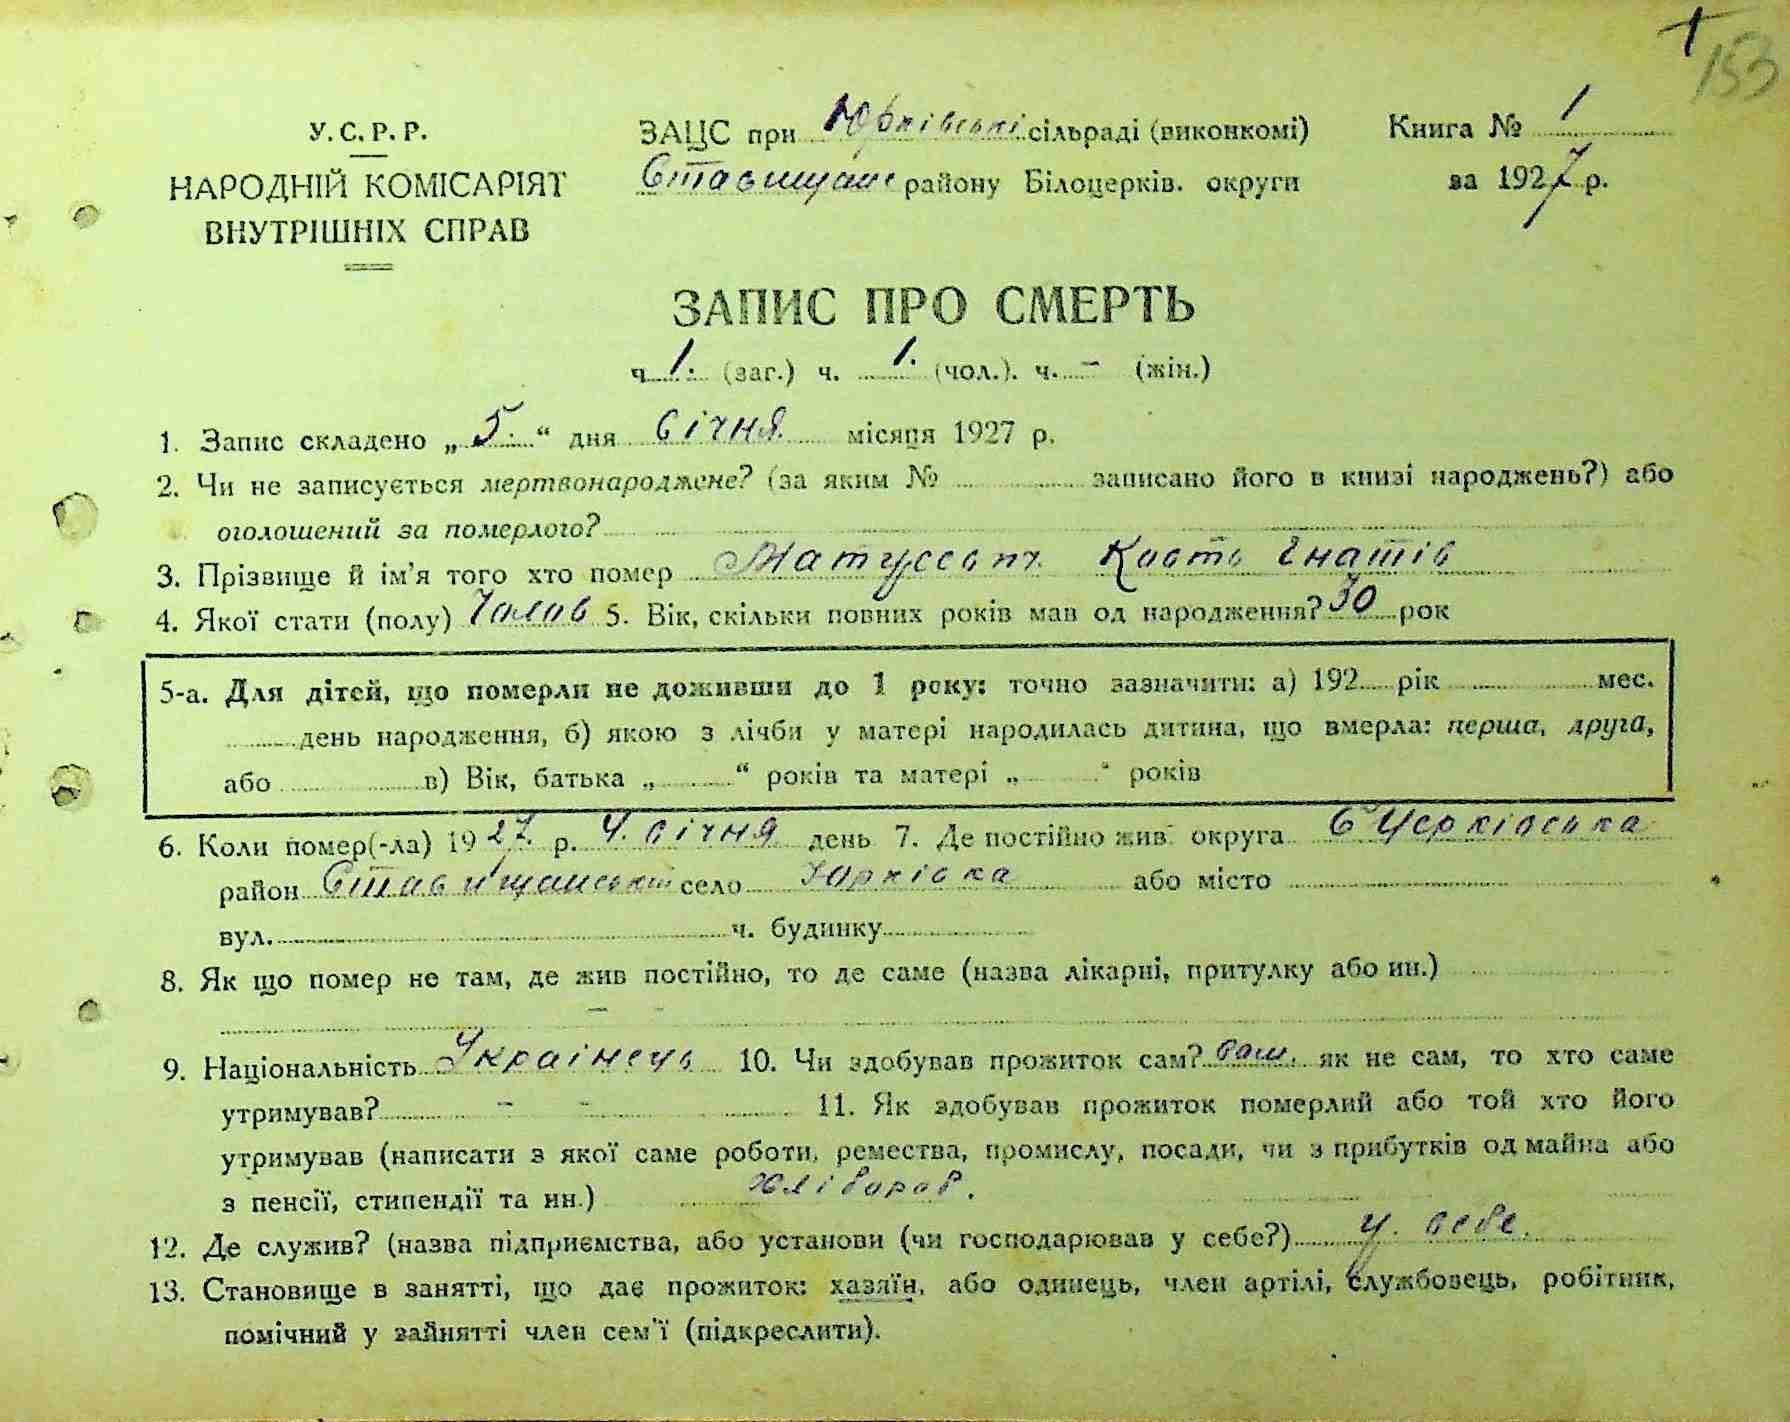 153
У.С.Р.Р.
НАРОДНІЙ КОМІСАРІЯТ
ВНУТРІШНІХ СПРАВ
ЗАЦС при Юрківські сільраді (виконкомі)
Ставищан району Білоцерків. округи
Книга № 1
за 1927 р.
ЗАПИС ПРО СМЕРТЬ
ч 1. (заг.) ч. 1. (чол.). ч. - (жін.)
1. Запис складено „5.“ дня січня місяця 1927 р.
2. Чи не записується мертвонароджене? (за яким № записано його в книзі народжень?) або
оголошений за померлого?
3. Прізвище й ім'я того хто помер Кость Гнатів
4. Якої стати (полу) Чолов 5. Вік, скільки повних років мав од народження? 30 рок
5-а. Для дітей, що померли не доживши до 1 року: точно зазначити: а) 192 рік мес.
день народження, б) якою з лічби у матері народилась дитина, що вмерла: перша, друга,
або в) Вік, батька „ “ років та матері „ “ років
6. Коли помер(-ла) 1927. р. 4. січня день 7. Де постійно жив округа Б Церківська
район село Юрківка або місто
вул. ч. будинку
8. Як що помер не там, де жив постійно, то де саме (назва лікарні, притулку або ин.)
- -
9. Національність Українець 10. Чи здобував прожиток сам? сам. як не сам, то хто саме
утримував? - - 11. Як здобував прожиток померлий або той хто його
утримував (написати з якої саме роботи, ремества, промислу, посади, чи з прибутків од майна або
з пенсії, стипендії та ин.) хлібороб.
12. Де служив? (назва підприємства, або установи (чи господарював у себе?) у себе.
13. Становище в занятті, що дає прожиток: хазяїн, або одинець, член артілі, службовець, робітник,
помічний у зайнятті член сем'ї (підкреслити).